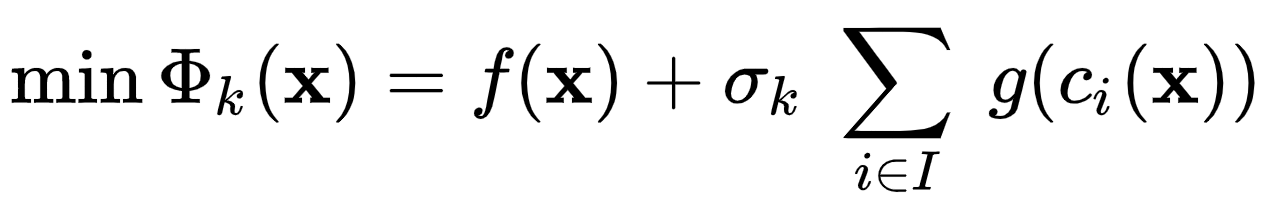 min Φ_k(𝐱) = f(𝐱) + σ_k ∑_{i∈I} g(c_i(𝐱))